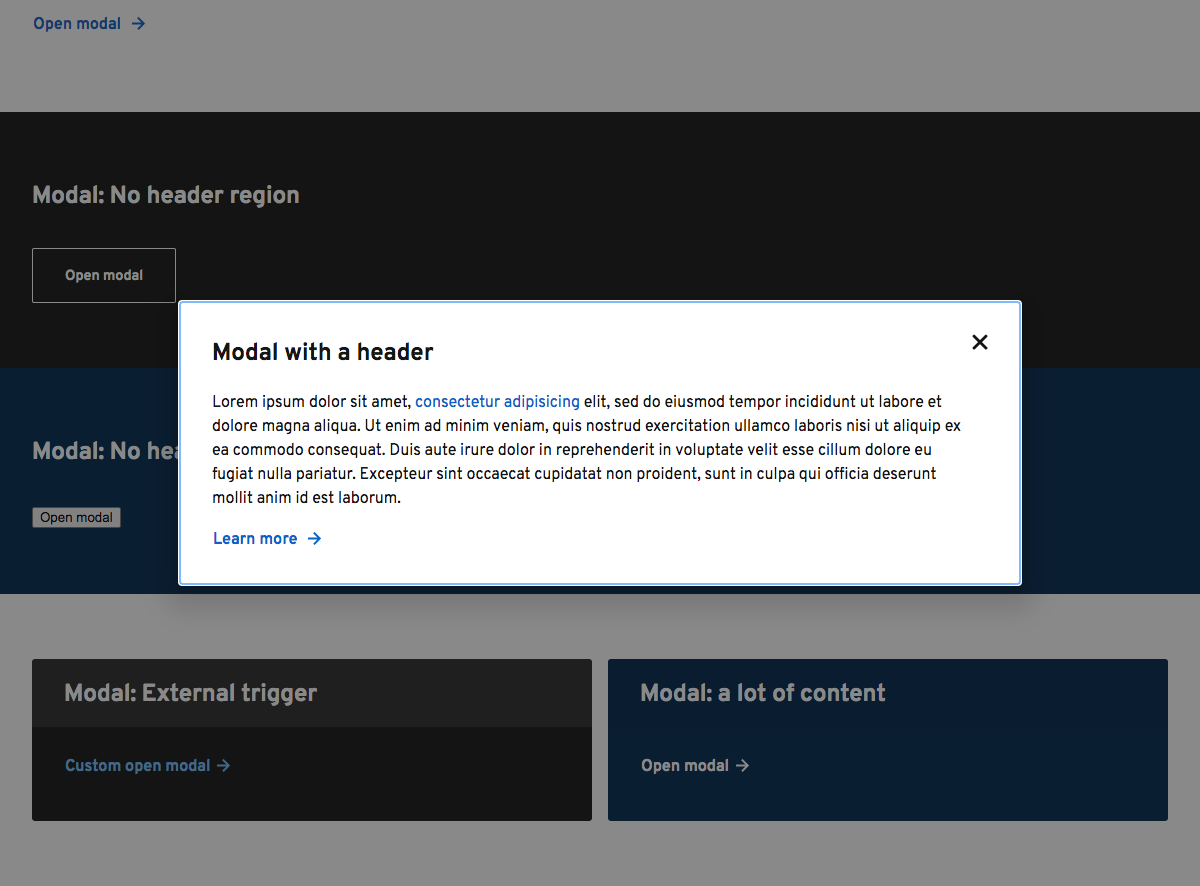 Open modal →
Modal: No header region
Open modal
Modal with a header
Lorem ipsum dolor sit amet, consectetur adipisicing elit, sed do eiusmod tempor incididunt ut labore et
dolore magna aliqua. Ut enim ad minim veniam, quis nostrud exercitation ullamco laboris nisi ut aliquip ex
ea commodo consequat. Duis aute irure dolor in reprehenderit in voluptate velit esse cillum dolore eu
fugiat nulla pariatur. Excepteur sint occaecat cupidatat non proident, sunt in culpa qui officia deserunt
mollit anim id est laborum.
Learn more →
Modal: No
Open modal
Modal: External trigger
Custom open modal →
Modal: a lot of content
Open modal →